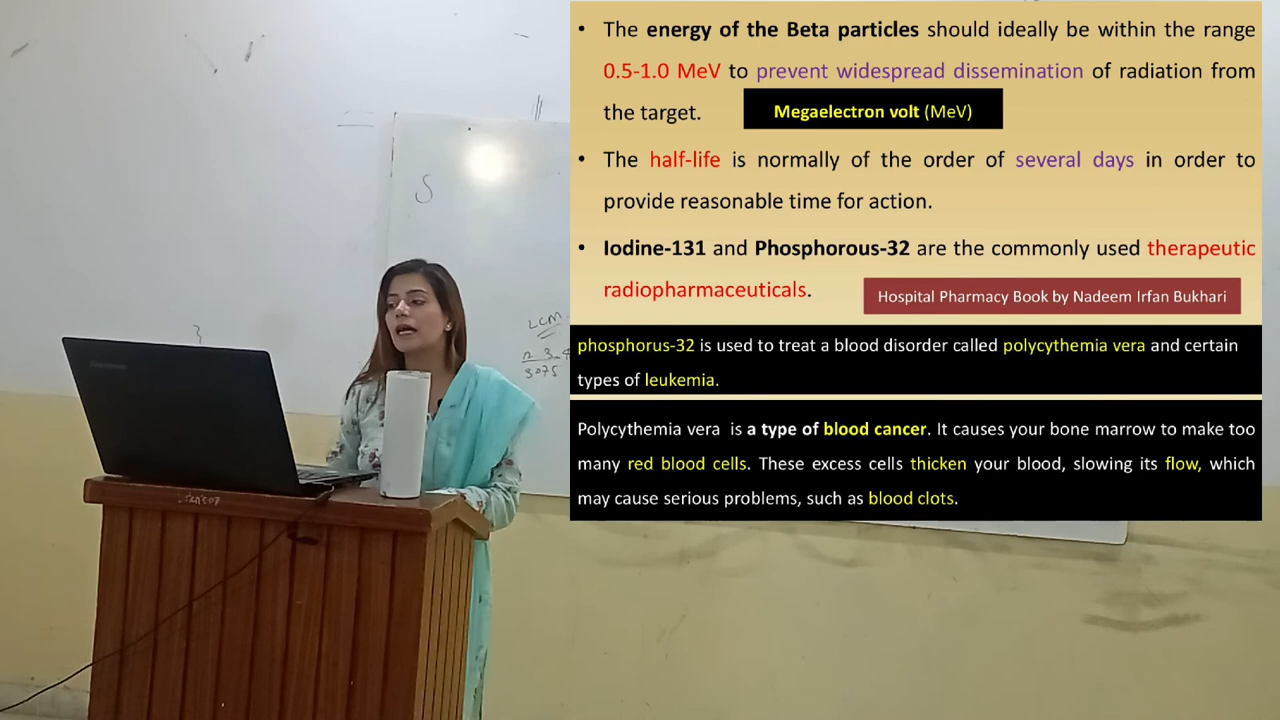 • The energy of the Beta particles should ideally be within the range
0.5-1.0 MeV to prevent widespread dissemination of radiation from
the target.
Megaelectron volt (MeV)
• The half-life is normally of the order of several days in order to
provide reasonable time for action.
• Iodine-131 and Phosphorous-32 are the commonly used therapeutic
radiopharmaceuticals.
Hospital Pharmacy Book by Nadeem Irfan Bukhari
phosphorus-32 is used to treat a blood disorder called polycythemia vera and certain
types of leukemia.
Polycythemia vera is a type of blood cancer. It causes your bone marrow to make too
many red blood cells. These excess cells thicken your blood, slowing its flow, which
may cause serious problems, such as blood clots.
S
LCM